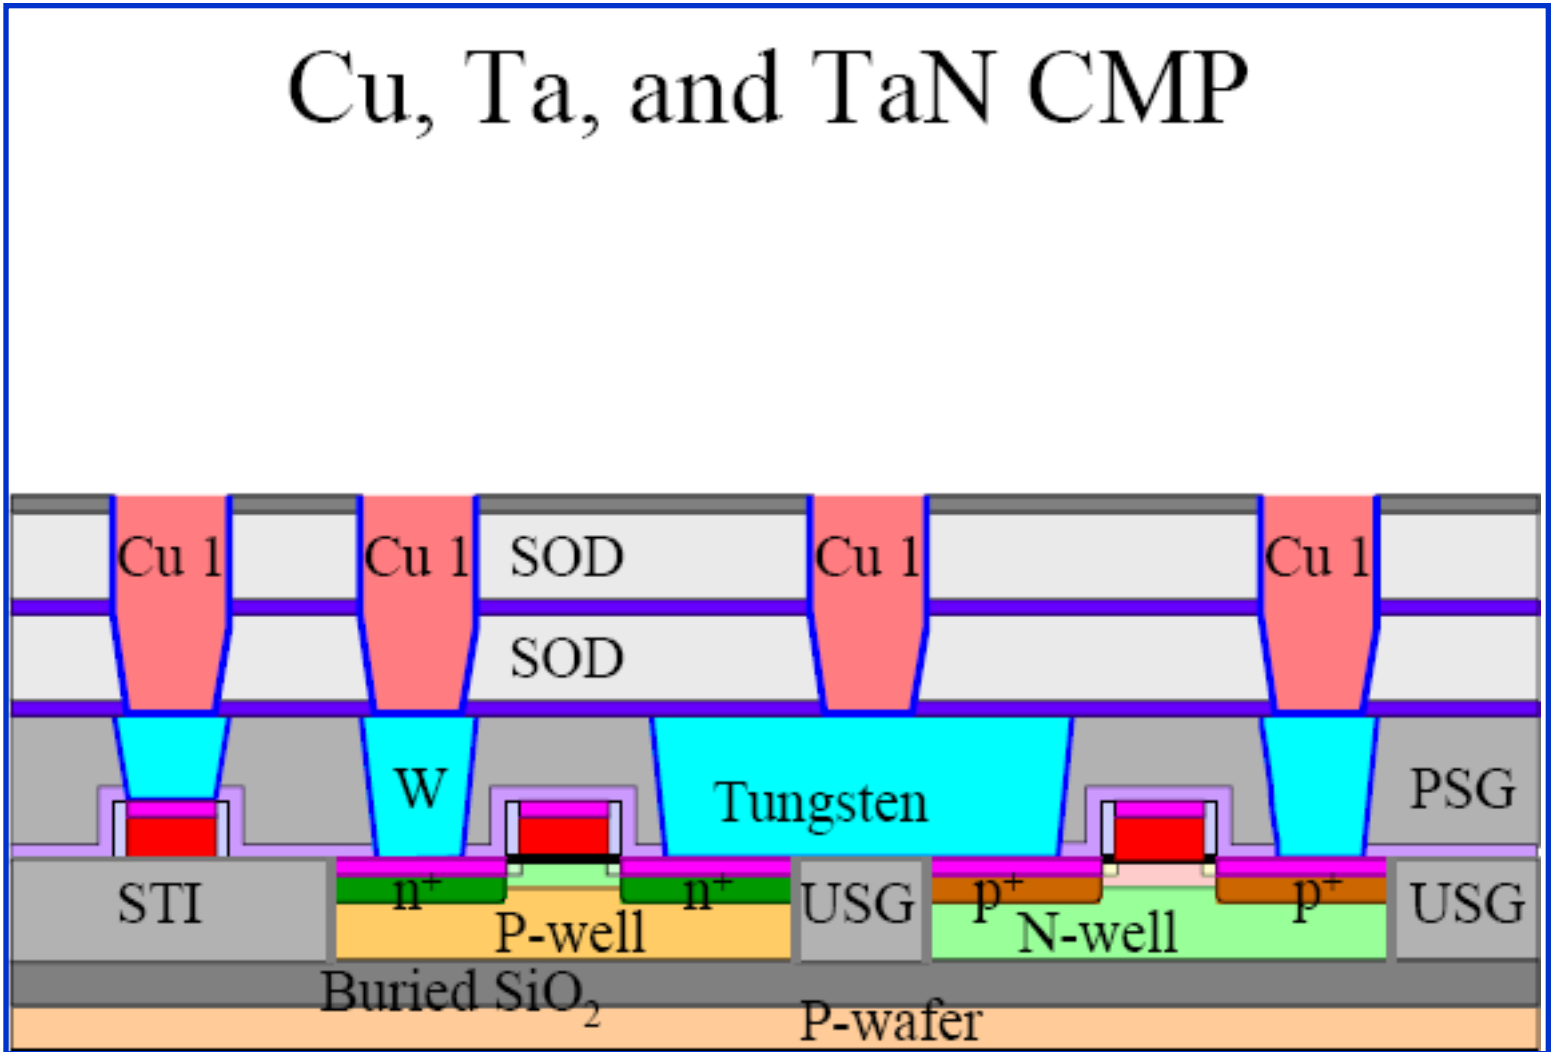 Cu, Ta, and TaN CMP
Cu 1 Cu 1 SOD Cu 1 Cu 1
SOD
W Tungsten PSG
STI n⁺ n⁺ USG p⁺ p⁺ USG
P-well N-well
Buried SiO₂
P-wafer